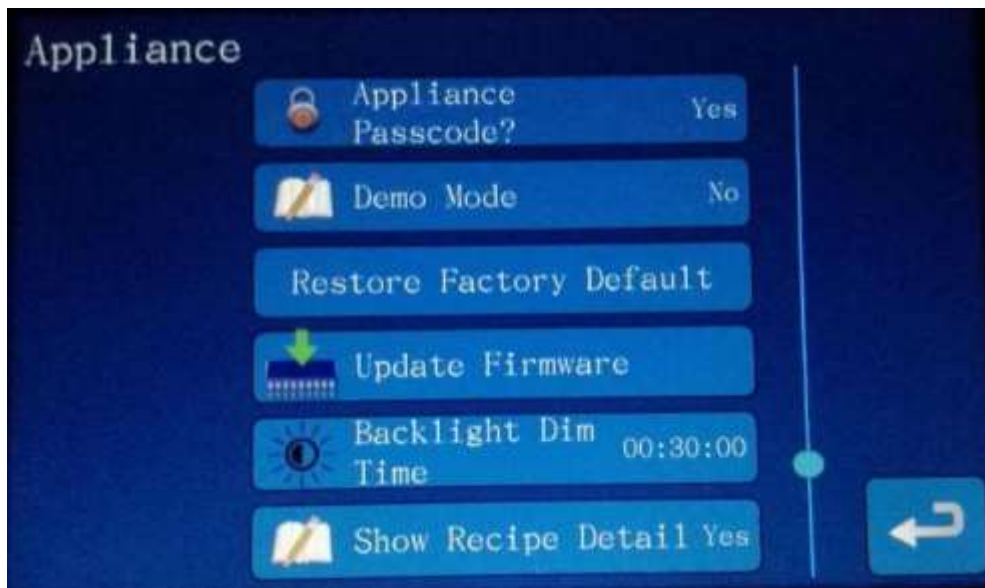 Appliance
Appliance
Passcode?
Yes
Demo Mode
No
Restore Factory Default
Update Firmware
Backlight Dim
Time
00:30:00
Show Recipe Detail Yes